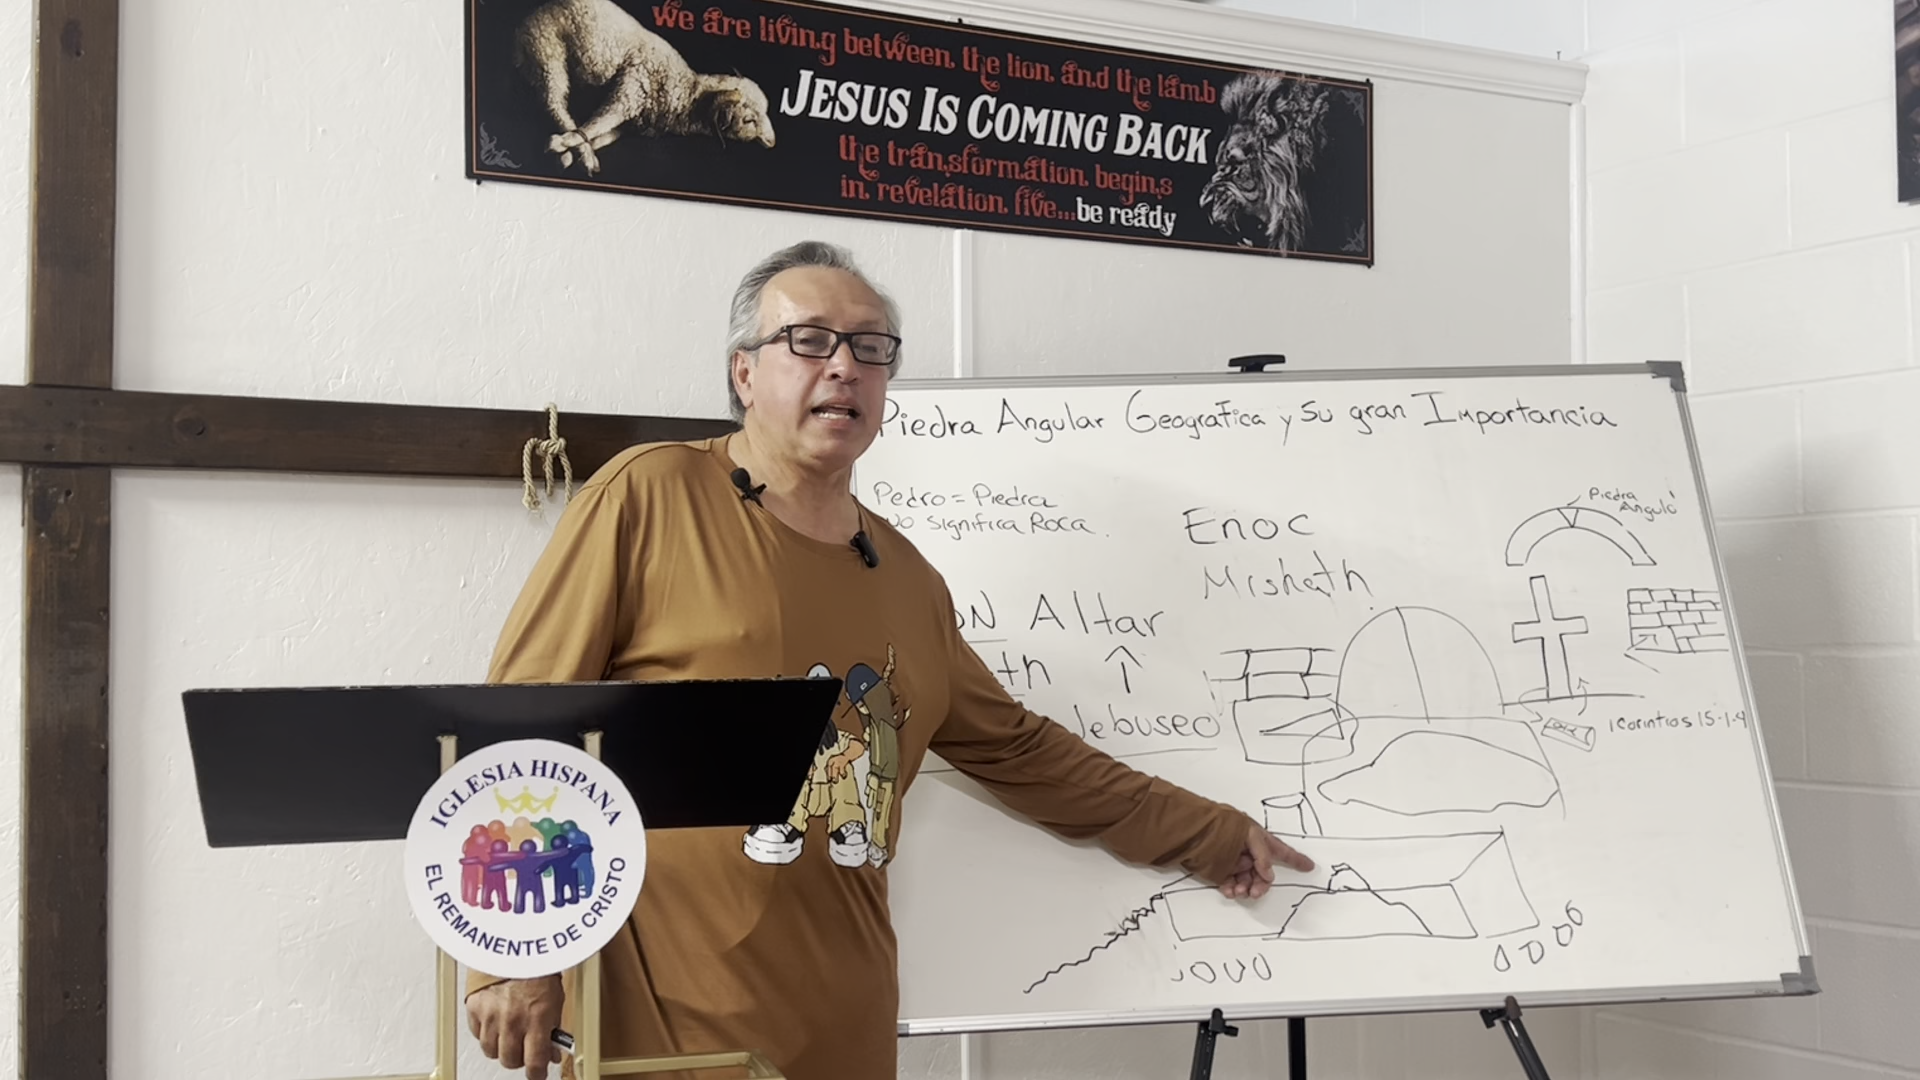 we are living between the lion and the lamb
JESUS IS COMING BACK
the transformation begins
in revelation five...be ready
Piedra Angular Geografica y su gran Importancia
Pedro = Piedra
No significa Roca.
Enoc
Misheth
Altar
Jebuseo
Piedra
Angular
1 Corintios 15-1-4
IGLESIA HISPANA
EL REMANENTE DE CRISTO